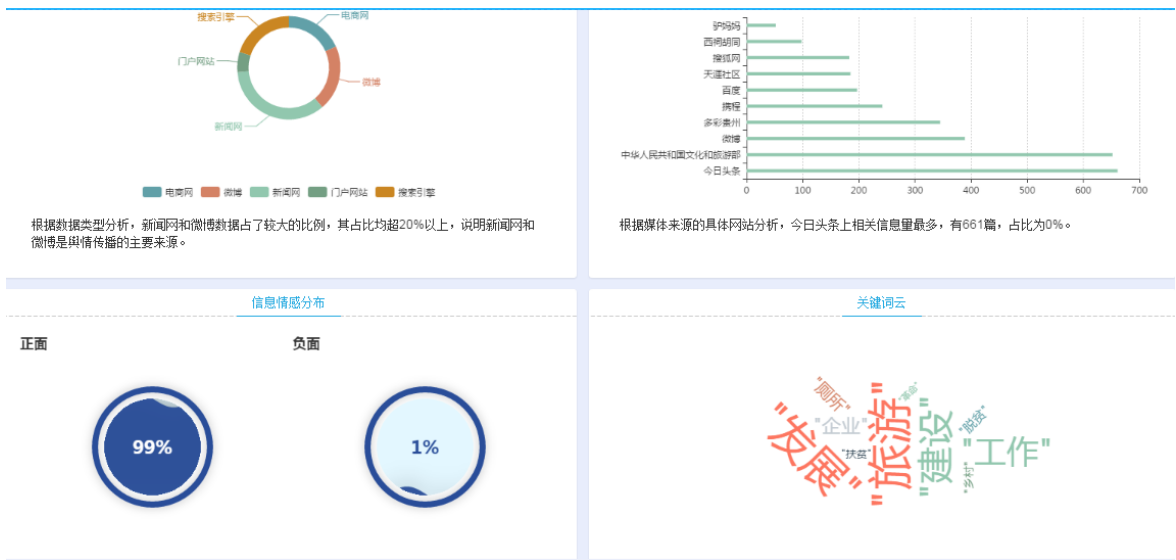 搜索引擎
电商网
门户网站
微博
新闻网
电商网 微博 新闻网 门户网站 搜索引擎
根据数据类型分析，新闻网和微博数据占了较大的比例，其占比均超20%以上，说明新闻网和
微博是舆情传播的主要来源。
驴妈妈
西祠胡同
搜狐网
天涯社区
百度
携程
多彩贵州
微博
中华人民共和国文化和旅游部
今日头条
0 100 200 300 400 500 600 700
根据媒体来源的具体网站分析，今日头条上相关信息量最多，有661篇，占比为0%。
信息情感分布
正面 负面
99% 1%
关键词云
"厕所"
"革命"
"企业"
"旅游"
"建设"
"脱贫"
"发展"
"扶贫"
"工作"
"乡村"